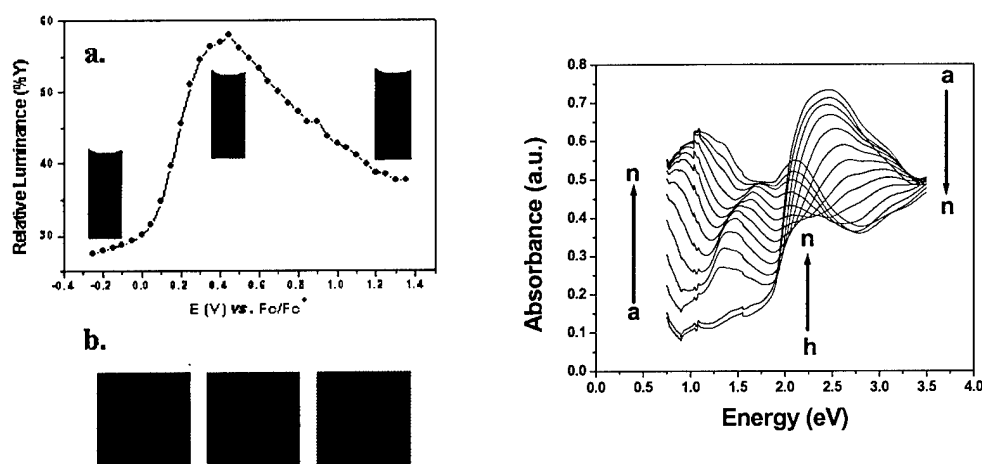 a.
60
50
40
30
Relative Luminance (%Y)
-0.4 -0.2 0.0 0.2 0.4 0.6 0.8 1.0 1.2 1.4
E (V) vs. Fc/Fc+
b.
0.8
0.7
0.6
0.5
0.4
0.3
0.2
0.1
0.0
Absorbance (a.u.)
n
a
a
n
n
h
0.0 0.5 1.0 1.5 2.0 2.5 3.0 3.5 4.0
Energy (eV)